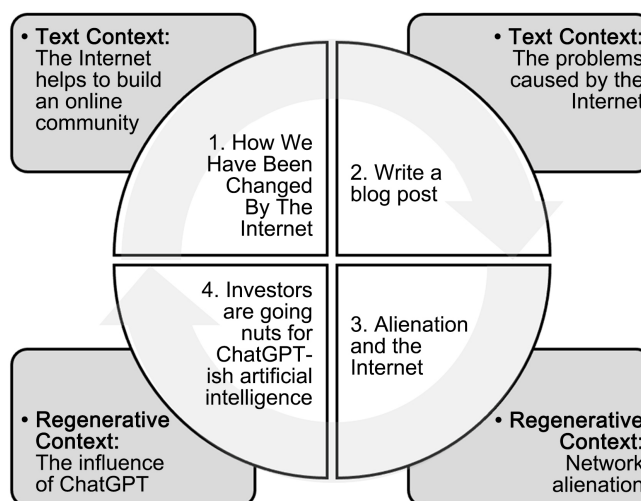 • Text Context:
The Internet
helps to build
an online
community
• Text Context:
The problems
caused by the
Internet
1. How We
Have Been
Changed
By The
Internet
2. Write a
blog post
4. Investors
are going
nuts for
ChatGPT-
ish artificial
intelligence
3. Alienation
and the
Internet
• Regenerative
Context:
The influence
of ChatGPT
• Regenerative
Context:
Network
alienation